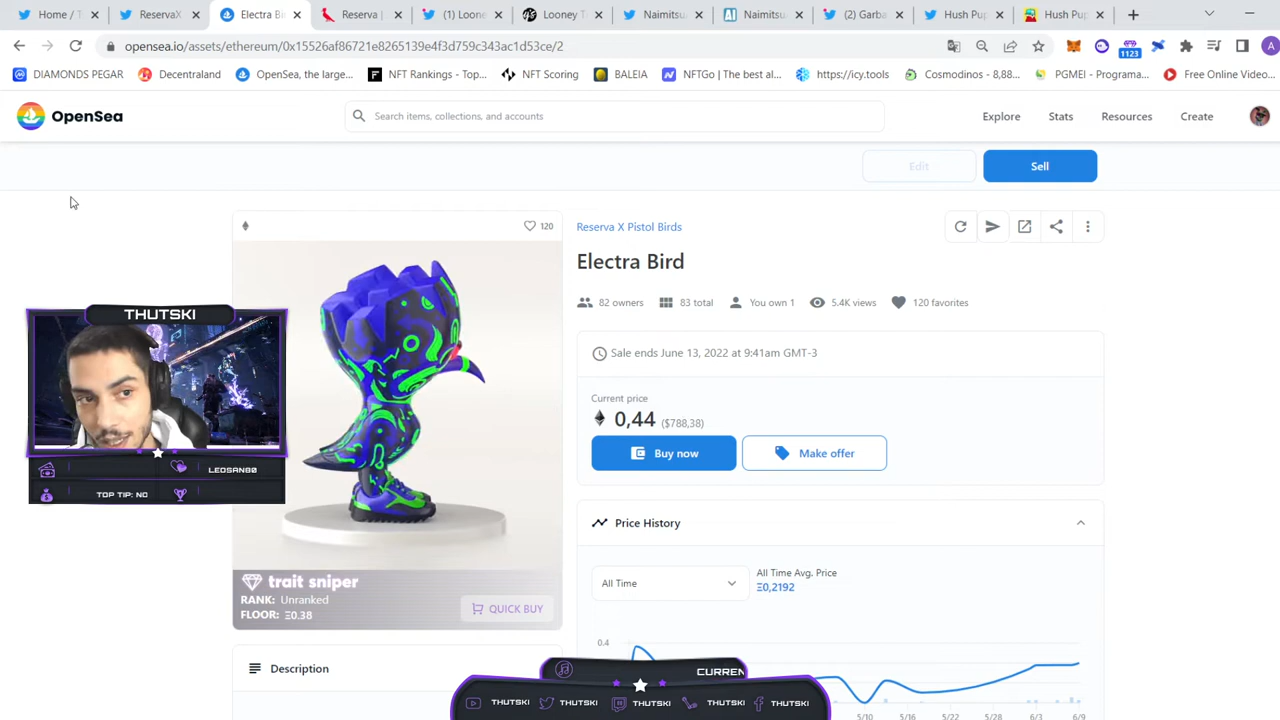 Home / T
ReservaX
Electra Bi
Reserva |
(1) Loone
Looney T
Naimitsu
Naimitsu
(2) Garba
Hush Pup
Hush Pup
opensea.io/assets/ethereum/0x15526af86721e8265139e4f3d759c343ac1d53ce/2
1123
A
DIAMONDS PEGAR
Decentraland
OpenSea, the large...
NFT Rankings - Top...
NFT Scoring
BALEIA
NFTGo | The best al...
https://icy.tools
Cosmodinos - 8,88...
PGMEI - Programa...
Free Online Video...
OpenSea
Search items, collections, and accounts
Explore
Stats
Resources
Create
Edit
Sell
120
Reserva X Pistol Birds
Electra Bird
82 owners
83 total
You own 1
5.4K views
120 favorites
Sale ends June 13, 2022 at 9:41am GMT-3
Current price
0,44 ($788,38)
Buy now
Make offer
Price History
All Time
All Time Avg. Price
Ξ0,2192
0.4
5/10
5/16
5/22
5/28
6/3
6/9
THUTSKI
LEOSAN80
TOP TIP: NO
trait sniper
RANK: Unranked
FLOOR: Ξ0.38
QUICK BUY
Description
CURREN
THUTSKI
THUTSKI
THUTSKI
THUTSKI
THUTSKI